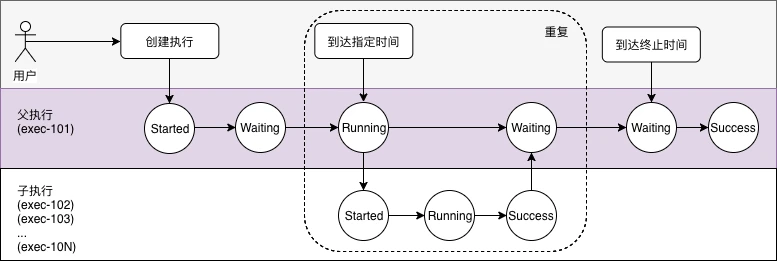 用户
创建执行
到达指定时间
重复
到达终止时间
父执行
(exec-101)
Started
Waiting
Running
Waiting
Waiting
Success
子执行
(exec-102)
(exec-103)
...
(exec-10N)
Started
Running
Success